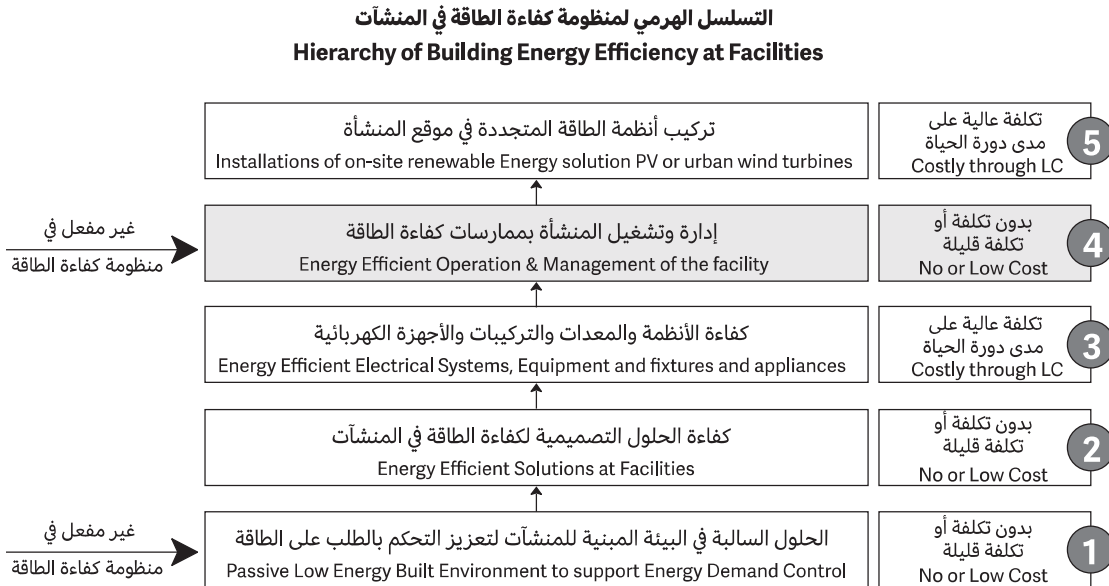 التسلسل الهرمي لمنظومة كفاءة الطاقة في المنشآت
Hierarchy of Building Energy Efficiency at Facilities
تركيب أنظمة الطاقة المتجددة في موقع المنشأة
Installations of on-site renewable Energy solution PV or urban wind turbines
تكلفة عالية على
مدى دورة الحياة
Costly through LC
5
غير مفعل في
منظومة كفاءة الطاقة
إدارة وتشغيل المنشأة بممارسات كفاءة الطاقة
Energy Efficient Operation & Management of the facility
بدون تكلفة أو
تكلفة قليلة
No or Low Cost
4
كفاءة الأنظمة والمعدات والتركيبات والأجهزة الكهربائية
Energy Efficient Electrical Systems, Equipment and fixtures and appliances
تكلفة عالية على
مدى دورة الحياة
Costly through LC
3
كفاءة الحلول التصميمية لكفاءة الطاقة في المنشآت
Energy Efficient Solutions at Facilities
بدون تكلفة أو
تكلفة قليلة
No or Low Cost
2
غير مفعل في
منظومة كفاءة الطاقة
الحلول السالبة في البيئة المبنية للمنشآت لتعزيز التحكم بالطلب على الطاقة
Passive Low Energy Built Environment to support Energy Demand Control
بدون تكلفة أو
تكلفة قليلة
No or Low Cost
1